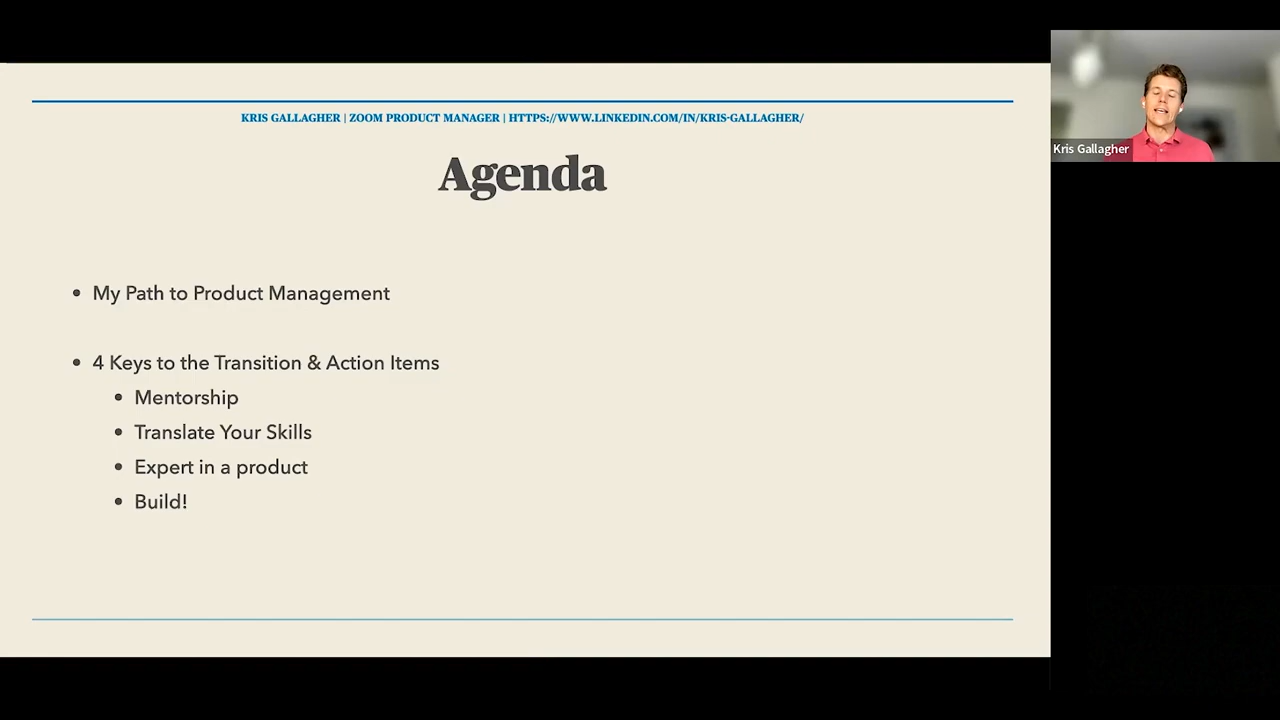 KRIS GALLAGHER | ZOOM PRODUCT MANAGER | HTTPS://WWW.LINKEDIN.COM/IN/KRIS-GALLAGHER/
Agenda
• My Path to Product Management
• 4 Keys to the Transition & Action Items
• Mentorship
• Translate Your Skills
• Expert in a product
• Build!
Kris Gallagher